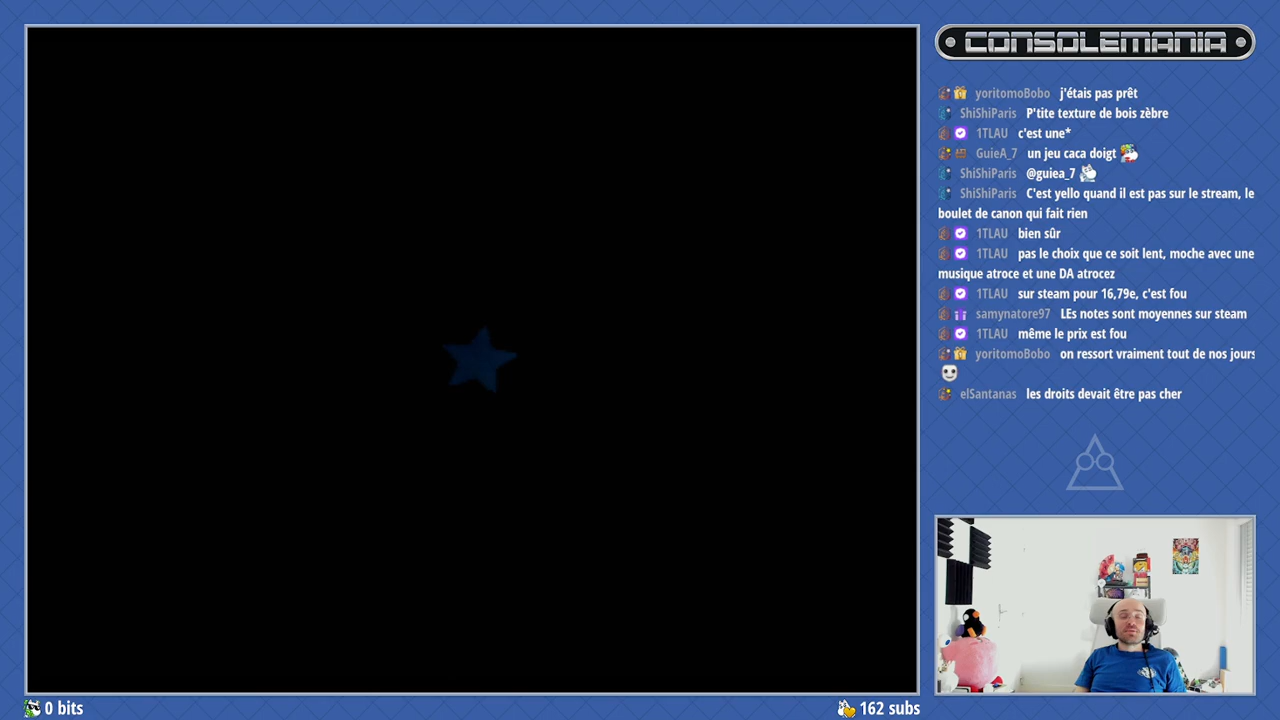 CONSOLEMANIA
yoritomoBobo j'étais pas prêt
ShiShiParis P'tite texture de bois zèbre
1TLAU c'est une*
GuieA_7 un jeu caca doigt
ShiShiParis @guiea_7
ShiShiParis C'est yello quand il est pas sur le stream, le
boulet de canon qui fait rien
1TLAU bien sûr
1TLAU pas le choix que ce soit lent, moche avec une
musique atroce et une DA atrocez
1TLAU sur steam pour 16,79e, c'est fou
samynatore97 LEs notes sont moyennes sur steam
1TLAU même le prix est fou
yoritomoBobo on ressort vraiment tout de nos jours
elSantanas les droits devait être pas cher
0 bits
162 subs